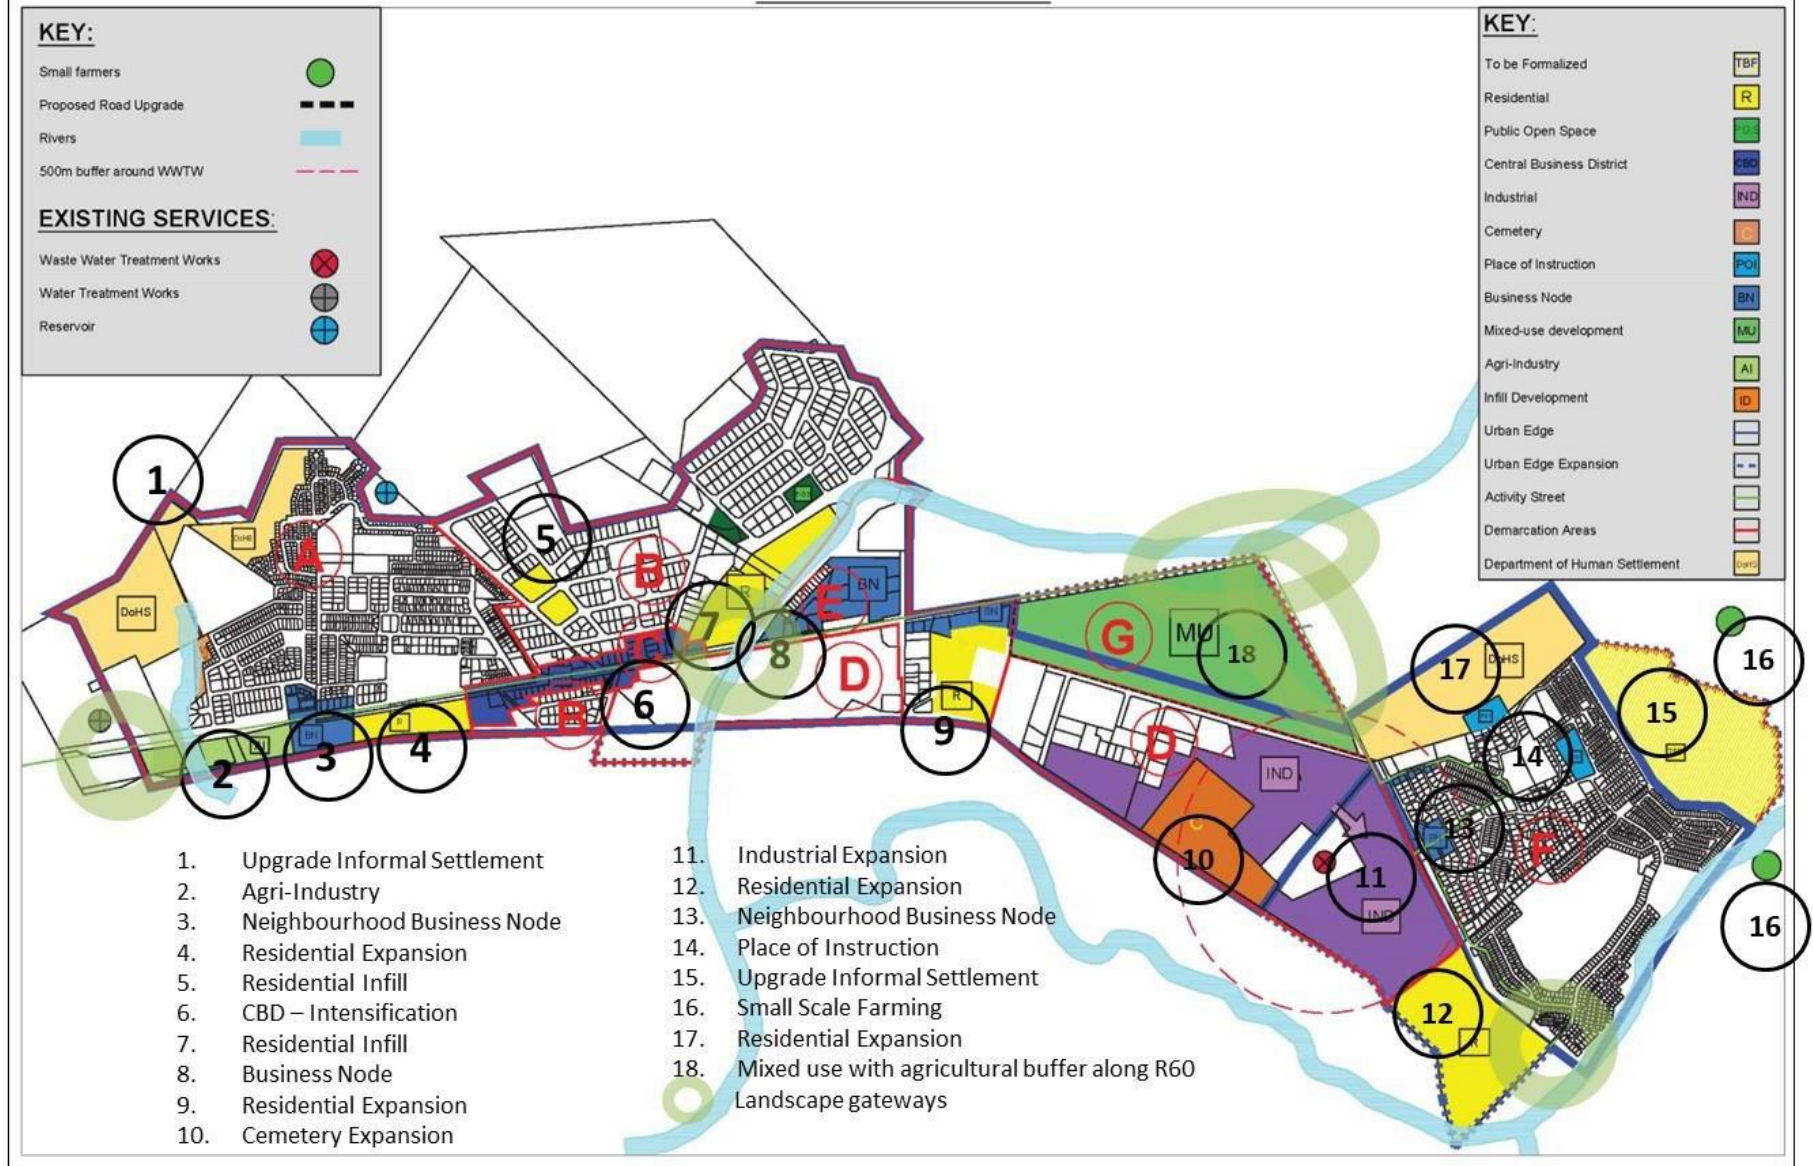 KEY:
Small farmers
Proposed Road Upgrade
Rivers
500m buffer around WWTW
EXISTING SERVICES:
Waste Water Treatment Works
Water Treatment Works
Reservoir
KEY:
To be Formalized TBF
Residential R
Public Open Space P.O.S
Central Business District CBD
Industrial IND
Cemetery C
Place of Instruction POI
Business Node BN
Mixed-use development MU
Agri-Industry AI
Infill Development ID
Urban Edge
Urban Edge Expansion
Activity Street
Demarcation Areas
Department of Human Settlement DoHS
1
5
DoHS
A
B
BN
E
R
DoHS
7
8
C
D
6
B
BN
R
9
G
MU
18
17
DoHS
16
15
14
13
F
D
IND
C
10
11
IND
16
12
R
AI
2
BN
3
R
4
1. Upgrade Informal Settlement
2. Agri-Industry
3. Neighbourhood Business Node
4. Residential Expansion
5. Residential Infill
6. CBD – Intensification
7. Residential Infill
8. Business Node
9. Residential Expansion
10. Cemetery Expansion
11. Industrial Expansion
12. Residential Expansion
13. Neighbourhood Business Node
14. Place of Instruction
15. Upgrade Informal Settlement
16. Small Scale Farming
17. Residential Expansion
18. Mixed use with agricultural buffer along R60
Landscape gateways